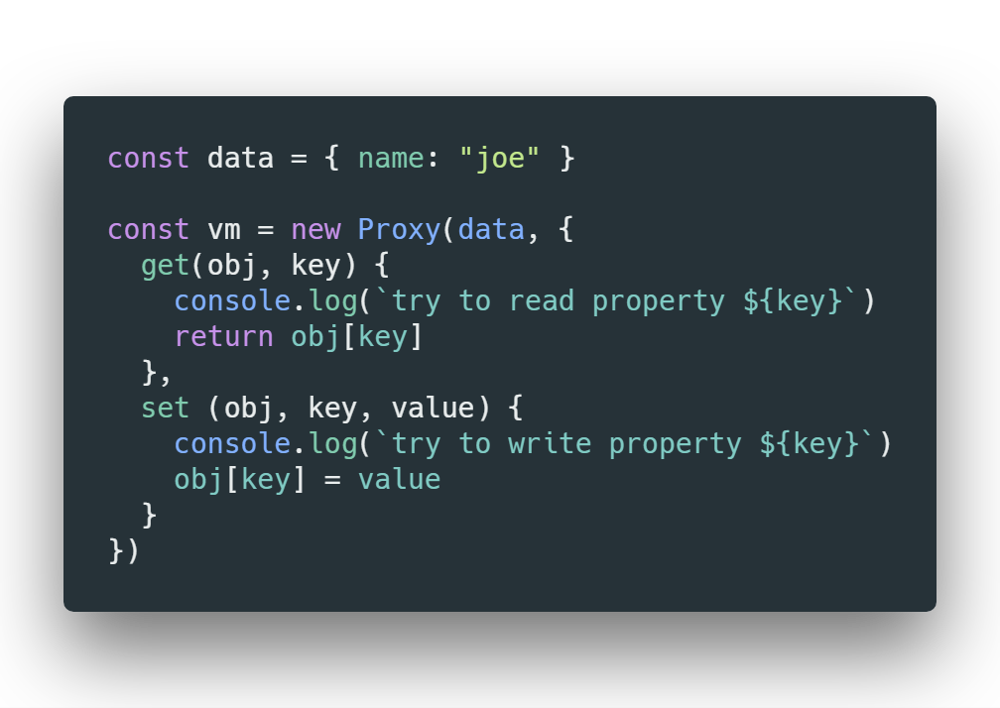 const data = { name: "joe" }

const vm = new Proxy(data, {
  get(obj, key) {
    console.log(`try to read property ${key}`)
    return obj[key]
  },
  set (obj, key, value) {
    console.log(`try to write property ${key}`)
    obj[key] = value
  }
})